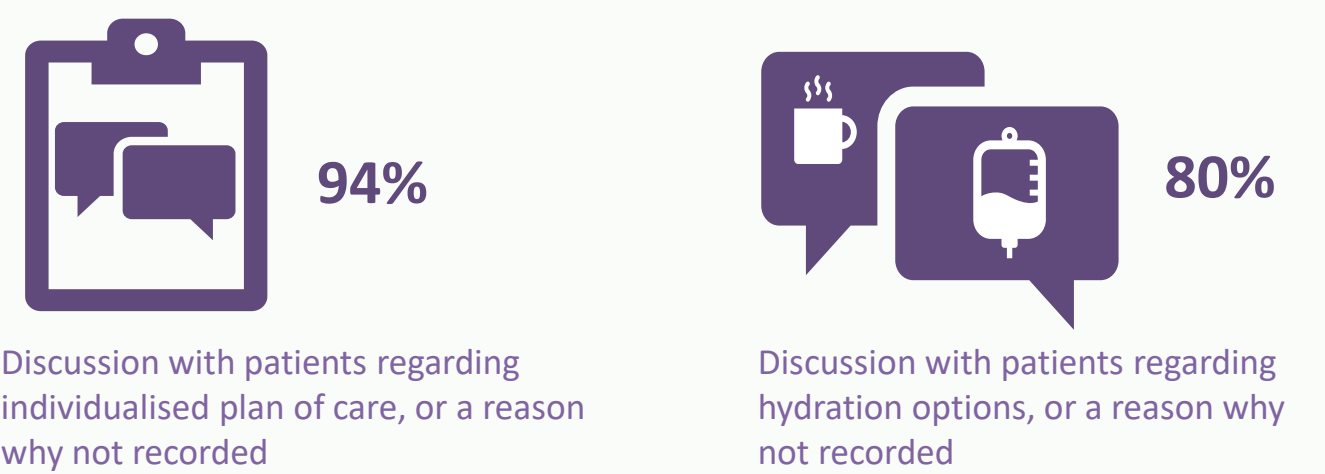 94%
Discussion with patients regarding
individualised plan of care, or a reason
why not recorded
80%
Discussion with patients regarding
hydration options, or a reason why
not recorded